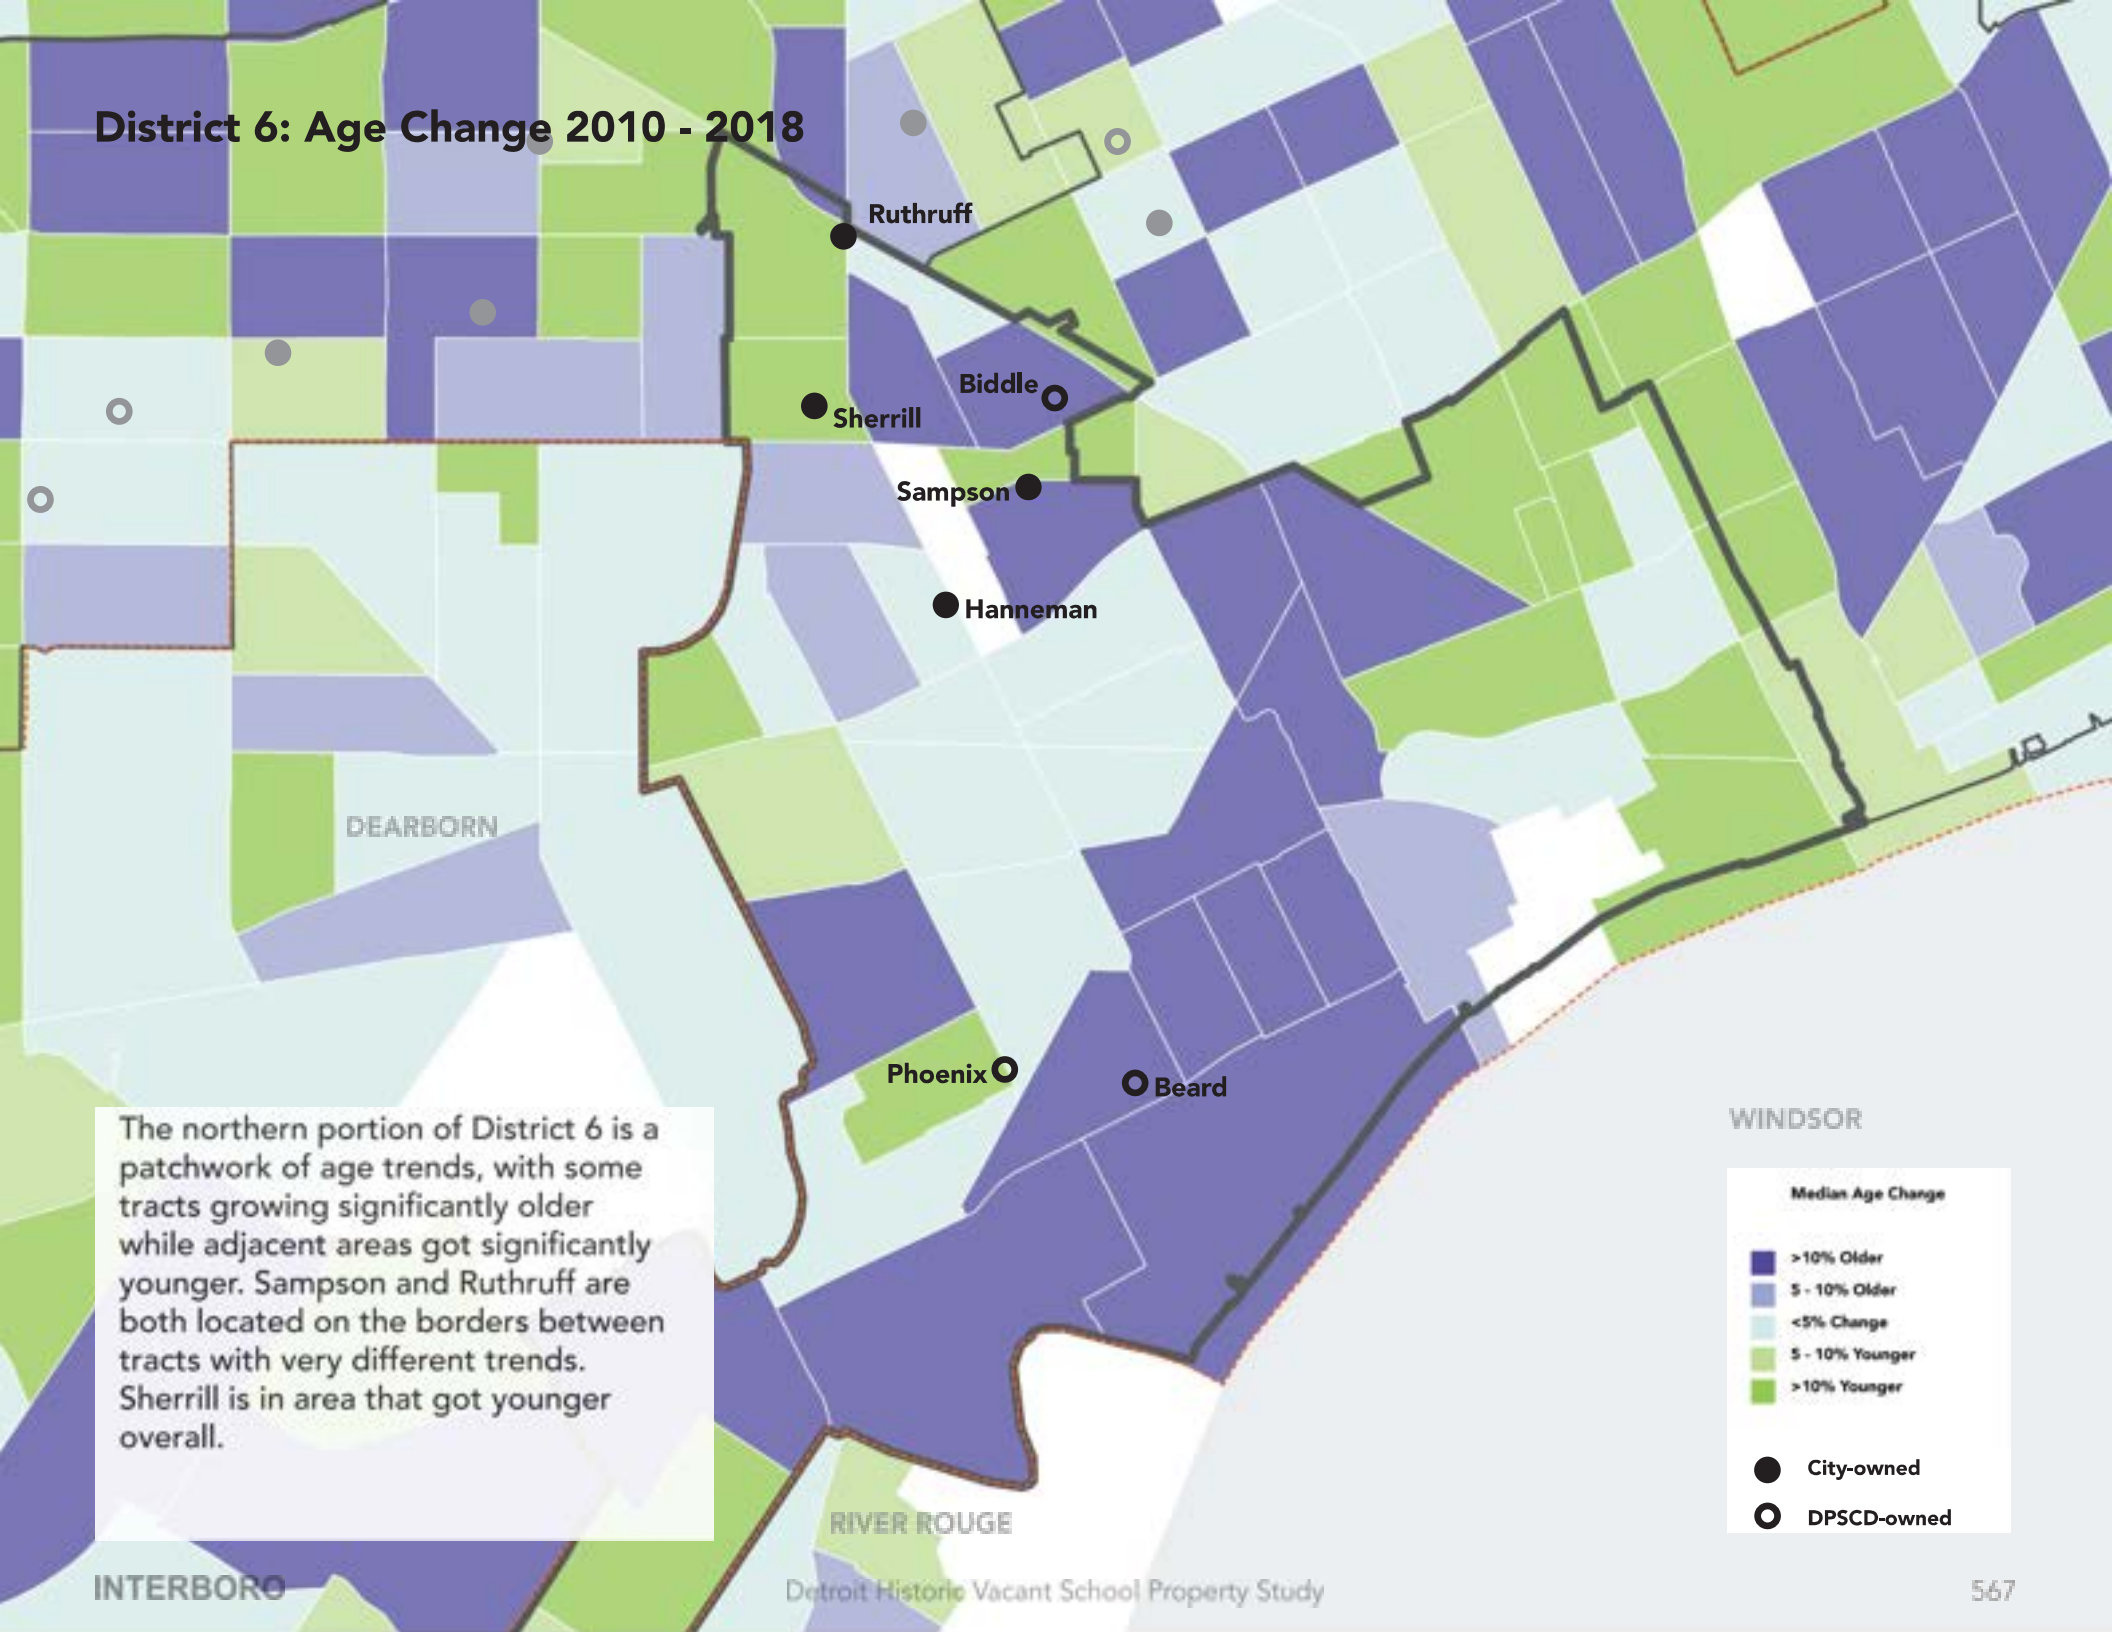 District 6: Age Change 2010 - 2018
Ruthruff
Biddle
Sherrill
Sampson
Hanneman
DEARBORN
Phoenix
Beard
WINDSOR
The northern portion of District 6 is a
patchwork of age trends, with some
tracts growing significantly older
while adjacent areas got significantly
younger. Sampson and Ruthruff are
both located on the borders between
tracts with very different trends.
Sherrill is in area that got younger
overall.
Median Age Change
>10% Older
5 - 10% Older
<5% Change
5 - 10% Younger
>10% Younger
City-owned
DPSCD-owned
RIVER ROUGE
INTERBORO
Detroit Historic Vacant School Property Study
567